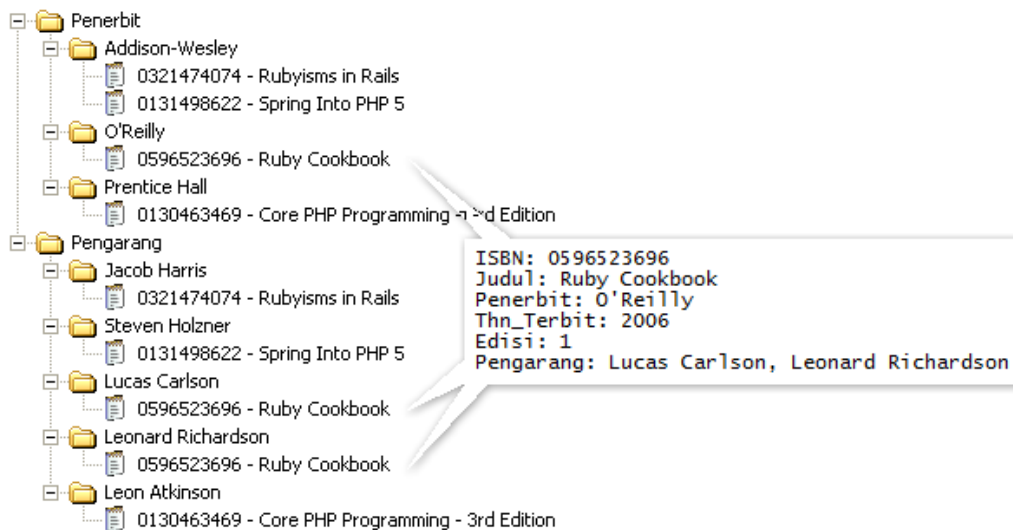 Penerbit
Addison-Wesley
0321474074 - Rubyisms in Rails
0131498622 - Spring Into PHP 5
O'Reilly
0596523696 - Ruby Cookbook
Prentice Hall
0130463469 - Core PHP Programming - 3rd Edition
Pengarang
Jacob Harris
0321474074 - Rubyisms in Rails
Steven Holzner
0131498622 - Spring Into PHP 5
Lucas Carlson
0596523696 - Ruby Cookbook
Leonard Richardson
0596523696 - Ruby Cookbook
Leon Atkinson
0130463469 - Core PHP Programming - 3rd Edition
ISBN: 0596523696
Judul: Ruby Cookbook
Penerbit: O'Reilly
Thn_Terbit: 2006
Edisi: 1
Pengarang: Lucas Carlson, Leonard Richardson